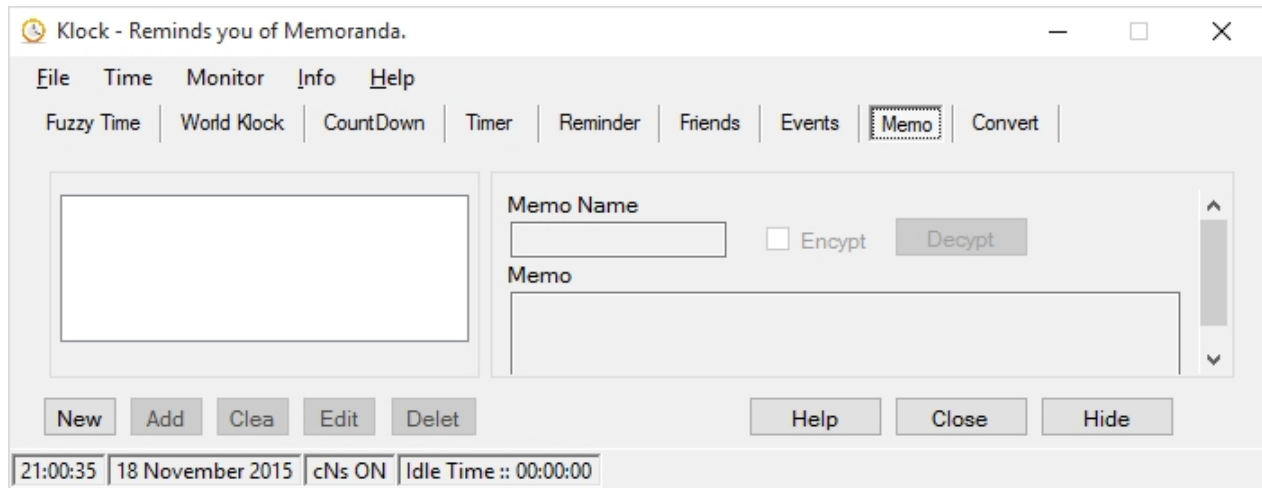 Klock - Reminds you of Memoranda.
File Time Monitor Info Help
Fuzzy Time World Klock CountDown Timer Reminder Friends Events Memo Convert
Memo Name
Encypt Decypt
Memo
New Add Clea Edit Delet Help Close Hide
21:00:35 18 November 2015 cNs ON Idle Time :: 00:00:00